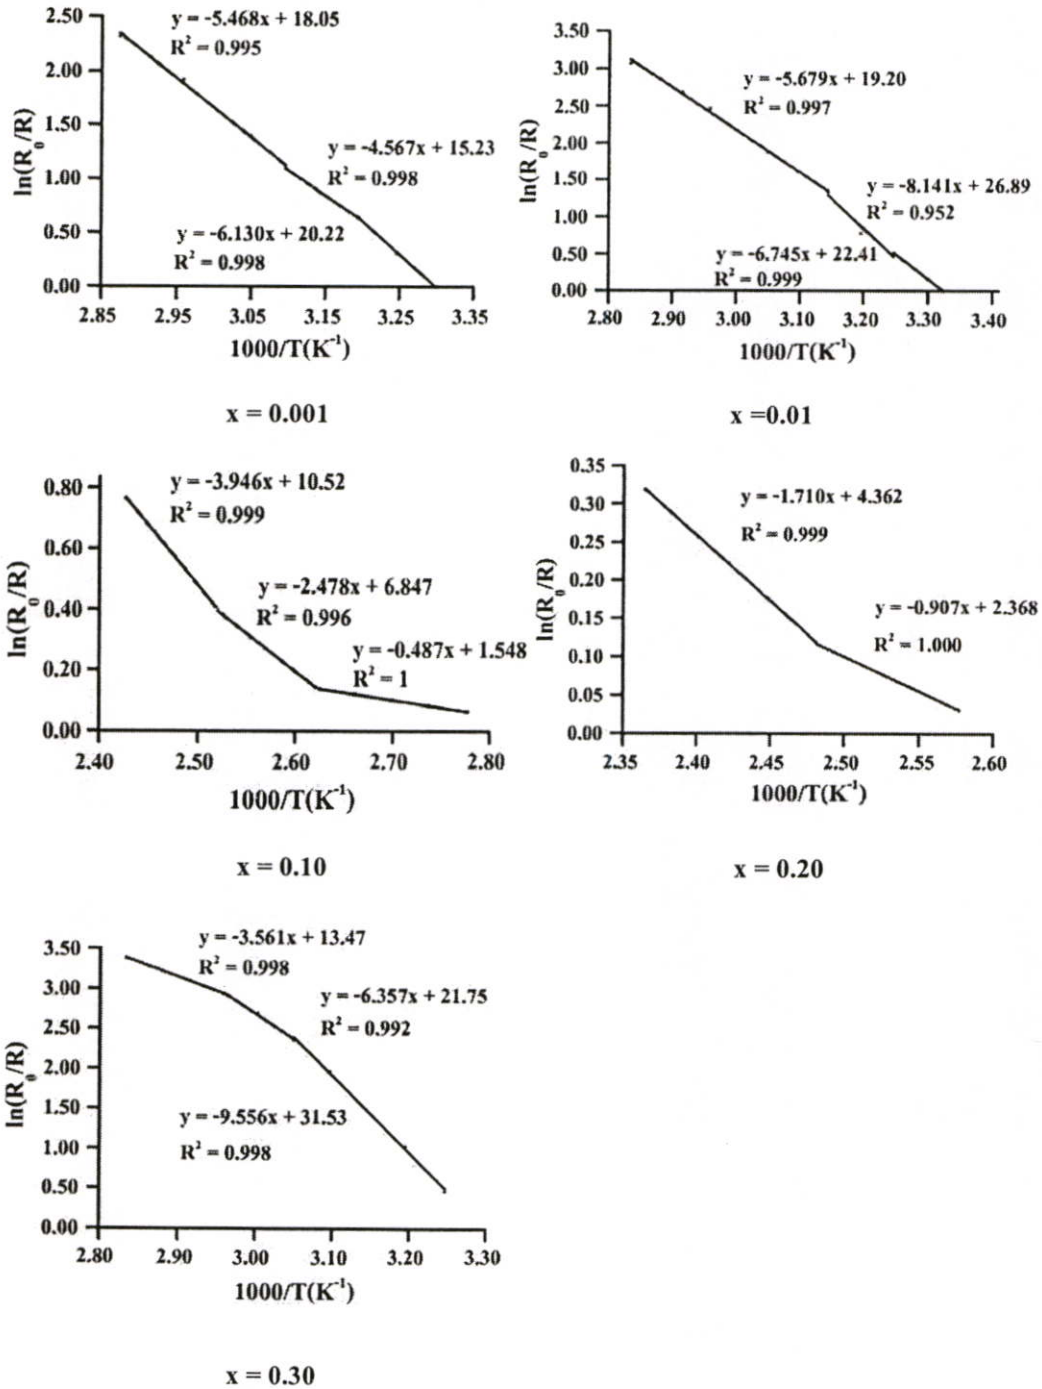 2.50
2.00
1.50
1.00
0.50
0.00
ln(R₀/R)
y = -5.468x + 18.05
R² = 0.995
y = -4.567x + 15.23
R² = 0.998
y = -6.130x + 20.22
R² = 0.998
2.85 2.95 3.05 3.15 3.25 3.35
1000/T(K⁻¹)
x = 0.001
3.50
3.00
2.50
2.00
1.50
1.00
0.50
0.00
ln(R₀/R)
y = -5.679x + 19.20
R² = 0.997
y = -8.141x + 26.89
R² = 0.952
y = -6.745x + 22.41
R² = 0.999
2.80 2.90 3.00 3.10 3.20 3.30 3.40
1000/T(K⁻¹)
x =0.01
0.80
0.60
0.40
0.20
0.00
ln(R₀/R)
y = -3.946x + 10.52
R² = 0.999
y = -2.478x + 6.847
R² = 0.996
y = -0.487x + 1.548
R² = 1
2.40 2.50 2.60 2.70 2.80
1000/T(K⁻¹)
x = 0.10
0.35
0.30
0.25
0.20
0.15
0.10
0.05
0.00
ln(R₀/R)
y = -1.710x + 4.362
R² = 0.999
y = -0.907x + 2.368
R² = 1.000
2.35 2.40 2.45 2.50 2.55 2.60
1000/T(K⁻¹)
x = 0.20
3.50
3.00
2.50
2.00
1.50
1.00
0.50
0.00
ln(R₀/R)
y = -3.561x + 13.47
R² = 0.998
y = -6.357x + 21.75
R² = 0.992
y = -9.556x + 31.53
R² = 0.998
2.80 2.90 3.00 3.10 3.20 3.30
1000/T(K⁻¹)
x = 0.30